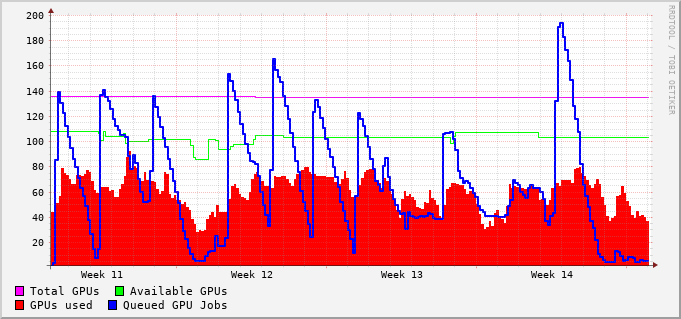 200
180
160
140
120
100
80
60
40
20
Week 11 Week 12 Week 13 Week 14
Total GPUs Available GPUs
GPUs used Queued GPU Jobs
RRDTOOL / TOBI OETIKER